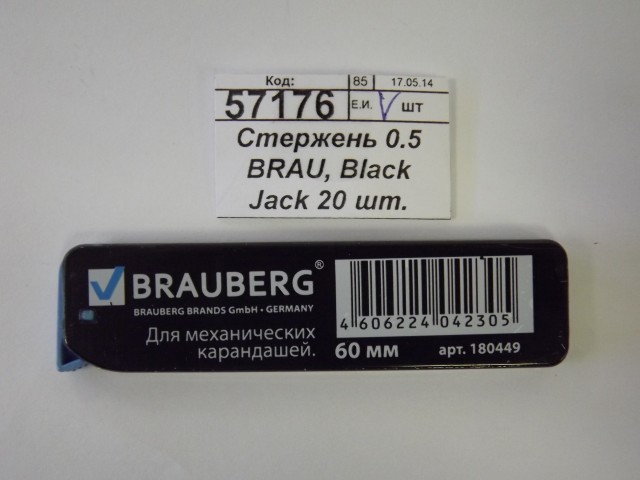 Код: 85 17.05.14
57176 Е.И. шт
Стержень 0.5
BRAU, Black
Jack 20 шт.
BRAUBERG®
BRAUBERG BRANDS GmbH • GERMANY
Для механических
карандашей. 60 мм
4 606224 042305
арт. 180449